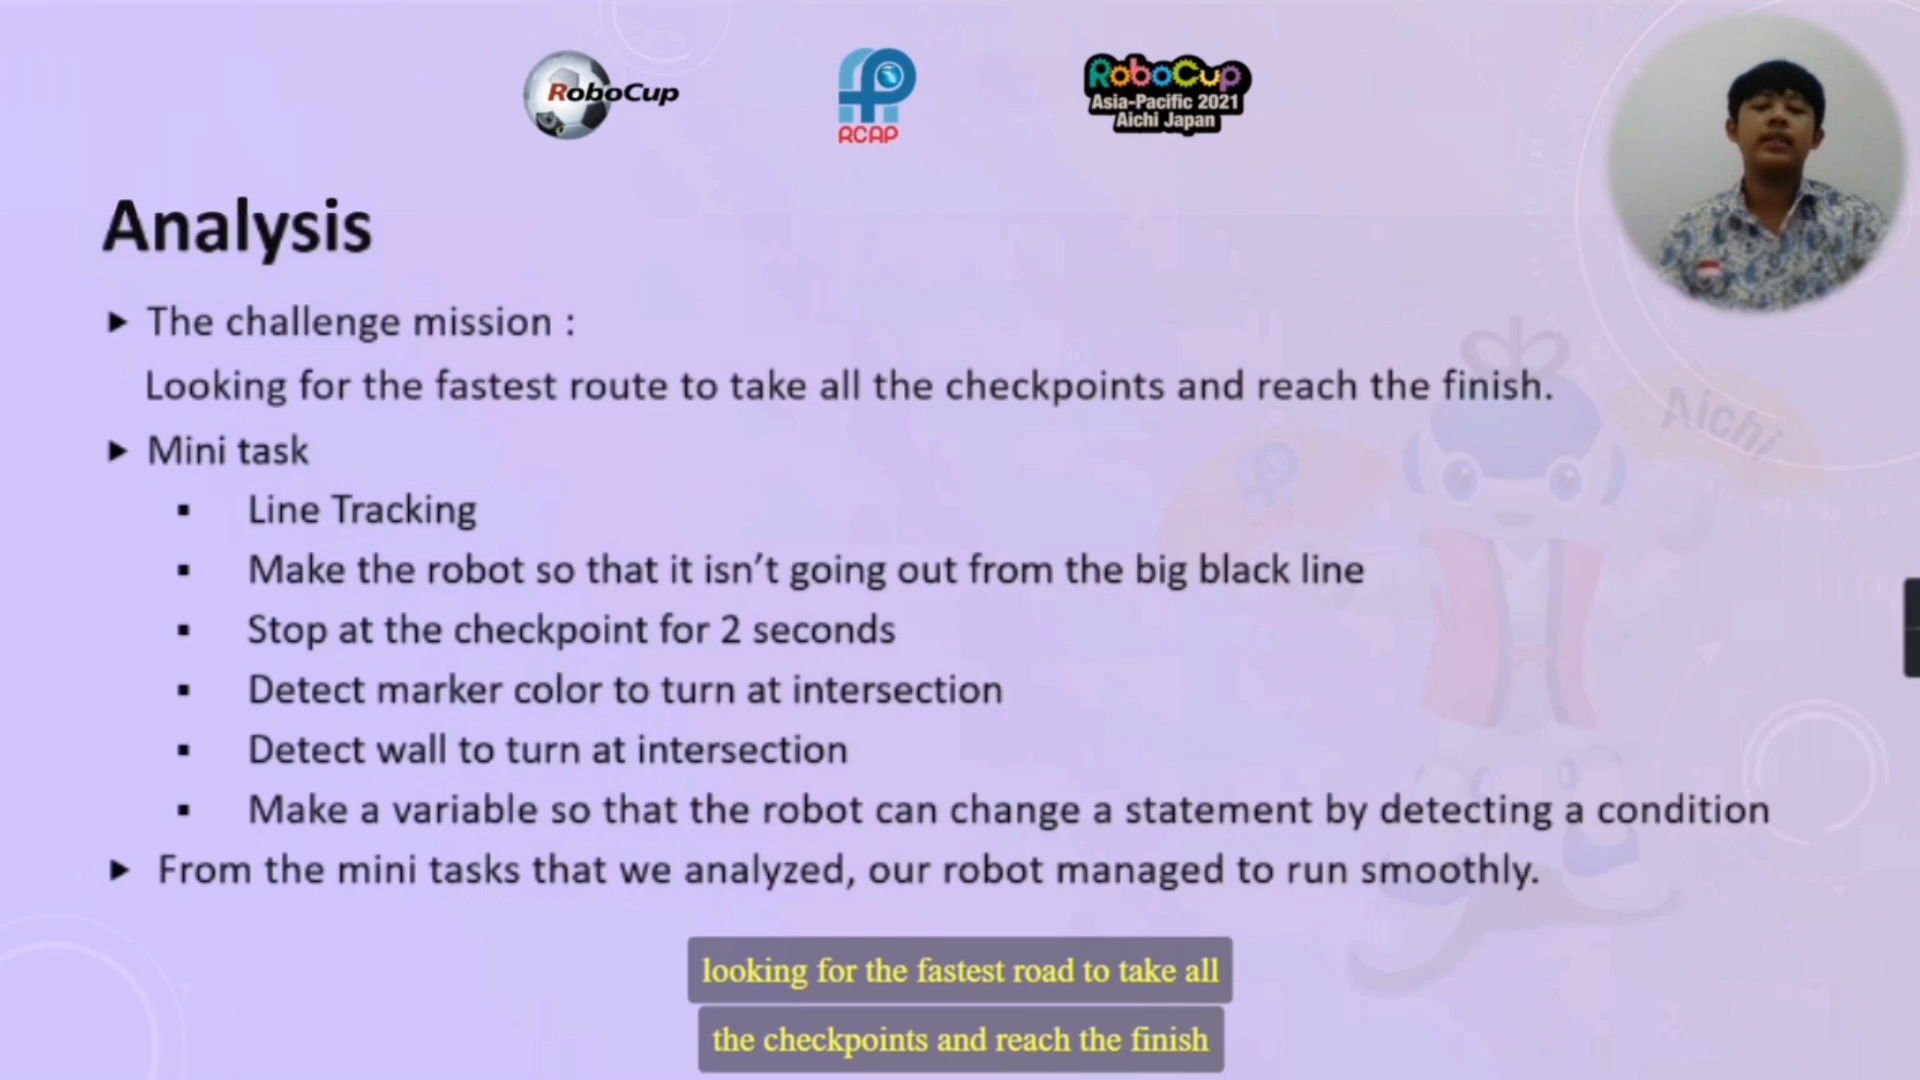 RoboCup
RCAP
RoboCup
Asia-Pacific 2021
Aichi Japan
Analysis
The challenge mission :
Looking for the fastest route to take all the checkpoints and reach the finish.
Aichi
Mini task
Line Tracking
Make the robot so that it isn't going out from the big black line
Stop at the checkpoint for 2 seconds
Detect marker color to turn at intersection
Detect wall to turn at intersection
Make a variable so that the robot can change a statement by detecting a condition
From the mini tasks that we analyzed, our robot managed to run smoothly.
looking for the fastest road to take all
the checkpoints and reach the finish